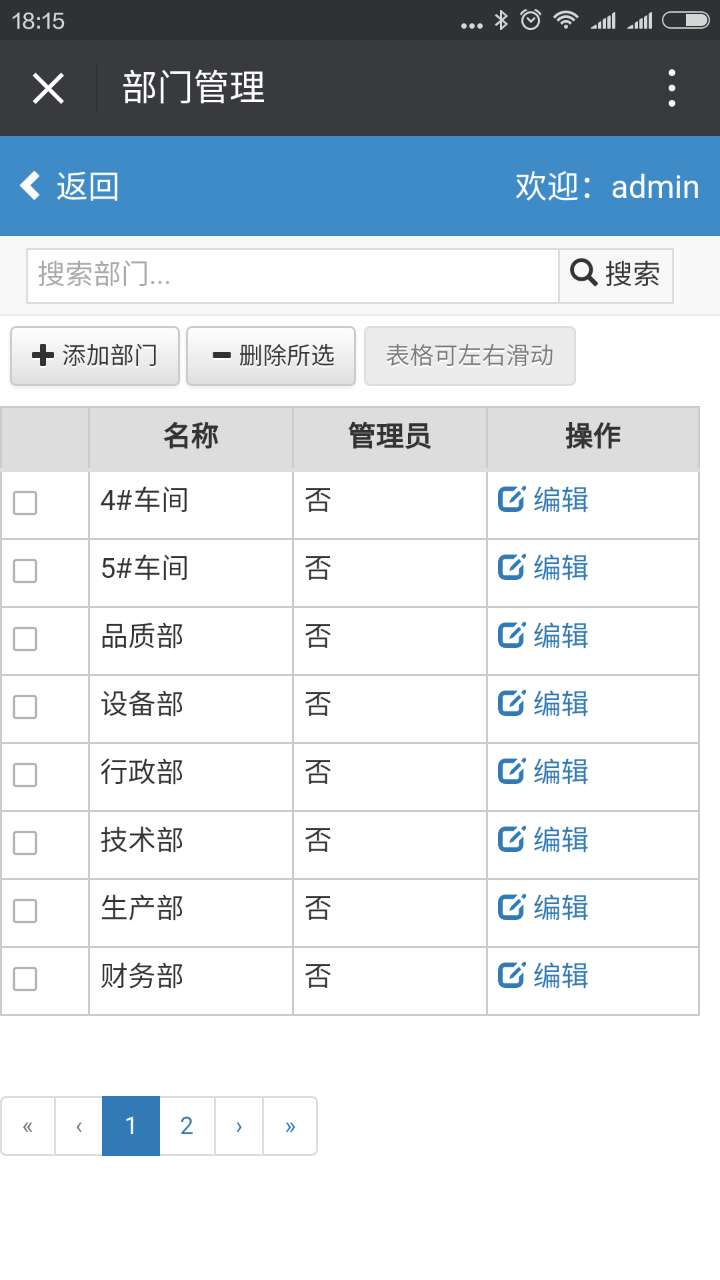 18:15
部门管理
返回 欢迎：admin
搜索部门... 搜索
添加部门 删除所选 表格可左右滑动
名称 管理员 操作
4#车间 否 编辑
5#车间 否 编辑
品质部 否 编辑
设备部 否 编辑
行政部 否 编辑
技术部 否 编辑
生产部 否 编辑
财务部 否 编辑
« ‹ 1 2 › »